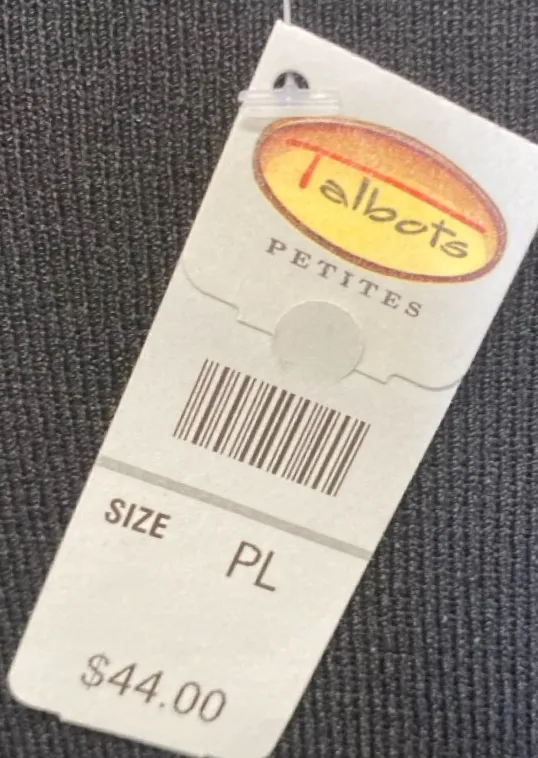 Talbots
PETITES
SIZE PL
$44.00